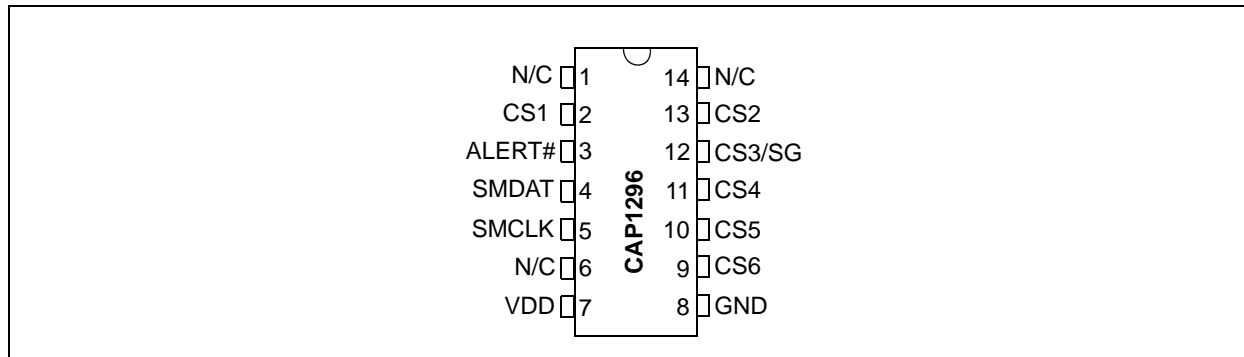 N/C 1 14 N/C
CS1 2 13 CS2
ALERT# 3 12 CS3/SG
SMDAT 4 11 CS4
SMCLK 5 10 CS5
N/C 6 9 CS6
VDD 7 8 GND
CAP1296